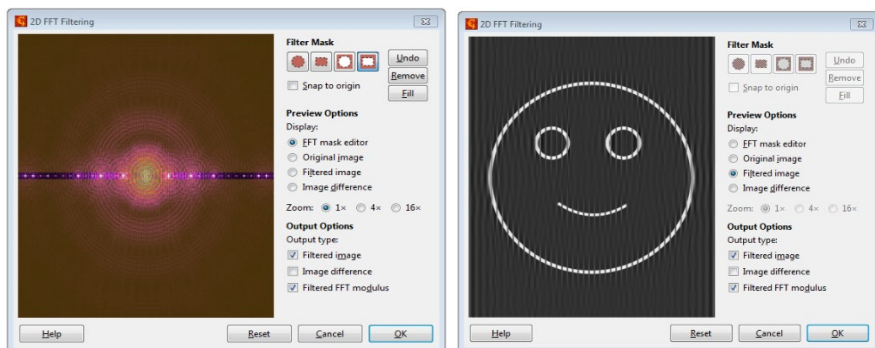 2D FFT Filtering
Filter Mask
Undo
Remove
Fill
Snap to origin
Preview Options
Display:
FFT mask editor
Original image
Filtered image
Image difference
Zoom: 1× 4× 16×
Output Options
Output type:
Filtered image
Image difference
Filtered FFT modulus
Help Reset Cancel OK
2D FFT Filtering
Filter Mask
Undo
Remove
Fill
Snap to origin
Preview Options
Display:
FFT mask editor
Original image
Filtered image
Image difference
Zoom: 1× 4× 16×
Output Options
Output type:
Filtered image
Image difference
Filtered FFT modulus
Help Reset Cancel OK